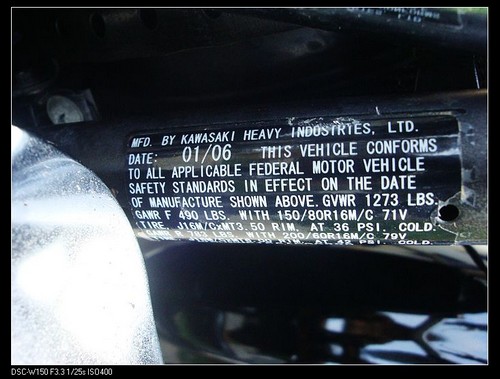 MFD. BY KAWASAKI HEAVY INDUSTRIES, LTD.
DATE: 01/06 THIS VEHICLE CONFORMS
TO ALL APPLICABLE FEDERAL MOTOR VEHICLE
SAFETY STANDARDS IN EFFECT ON THE DATE
OF MANUFACTURE SHOWN ABOVE. GVWR 1273 LBS.
GAWR F 490 LBS. WITH 150/80R16M/C 71V
TIRE, J16M/CxMT3.50 RIM, AT 36 PSI. COLD.
GAWR R 783 LBS. WITH 200/60R16M/C 79V
RIM, AT 42 PSI. COLD.
DSC-W150 F3.3 1/25s ISO400